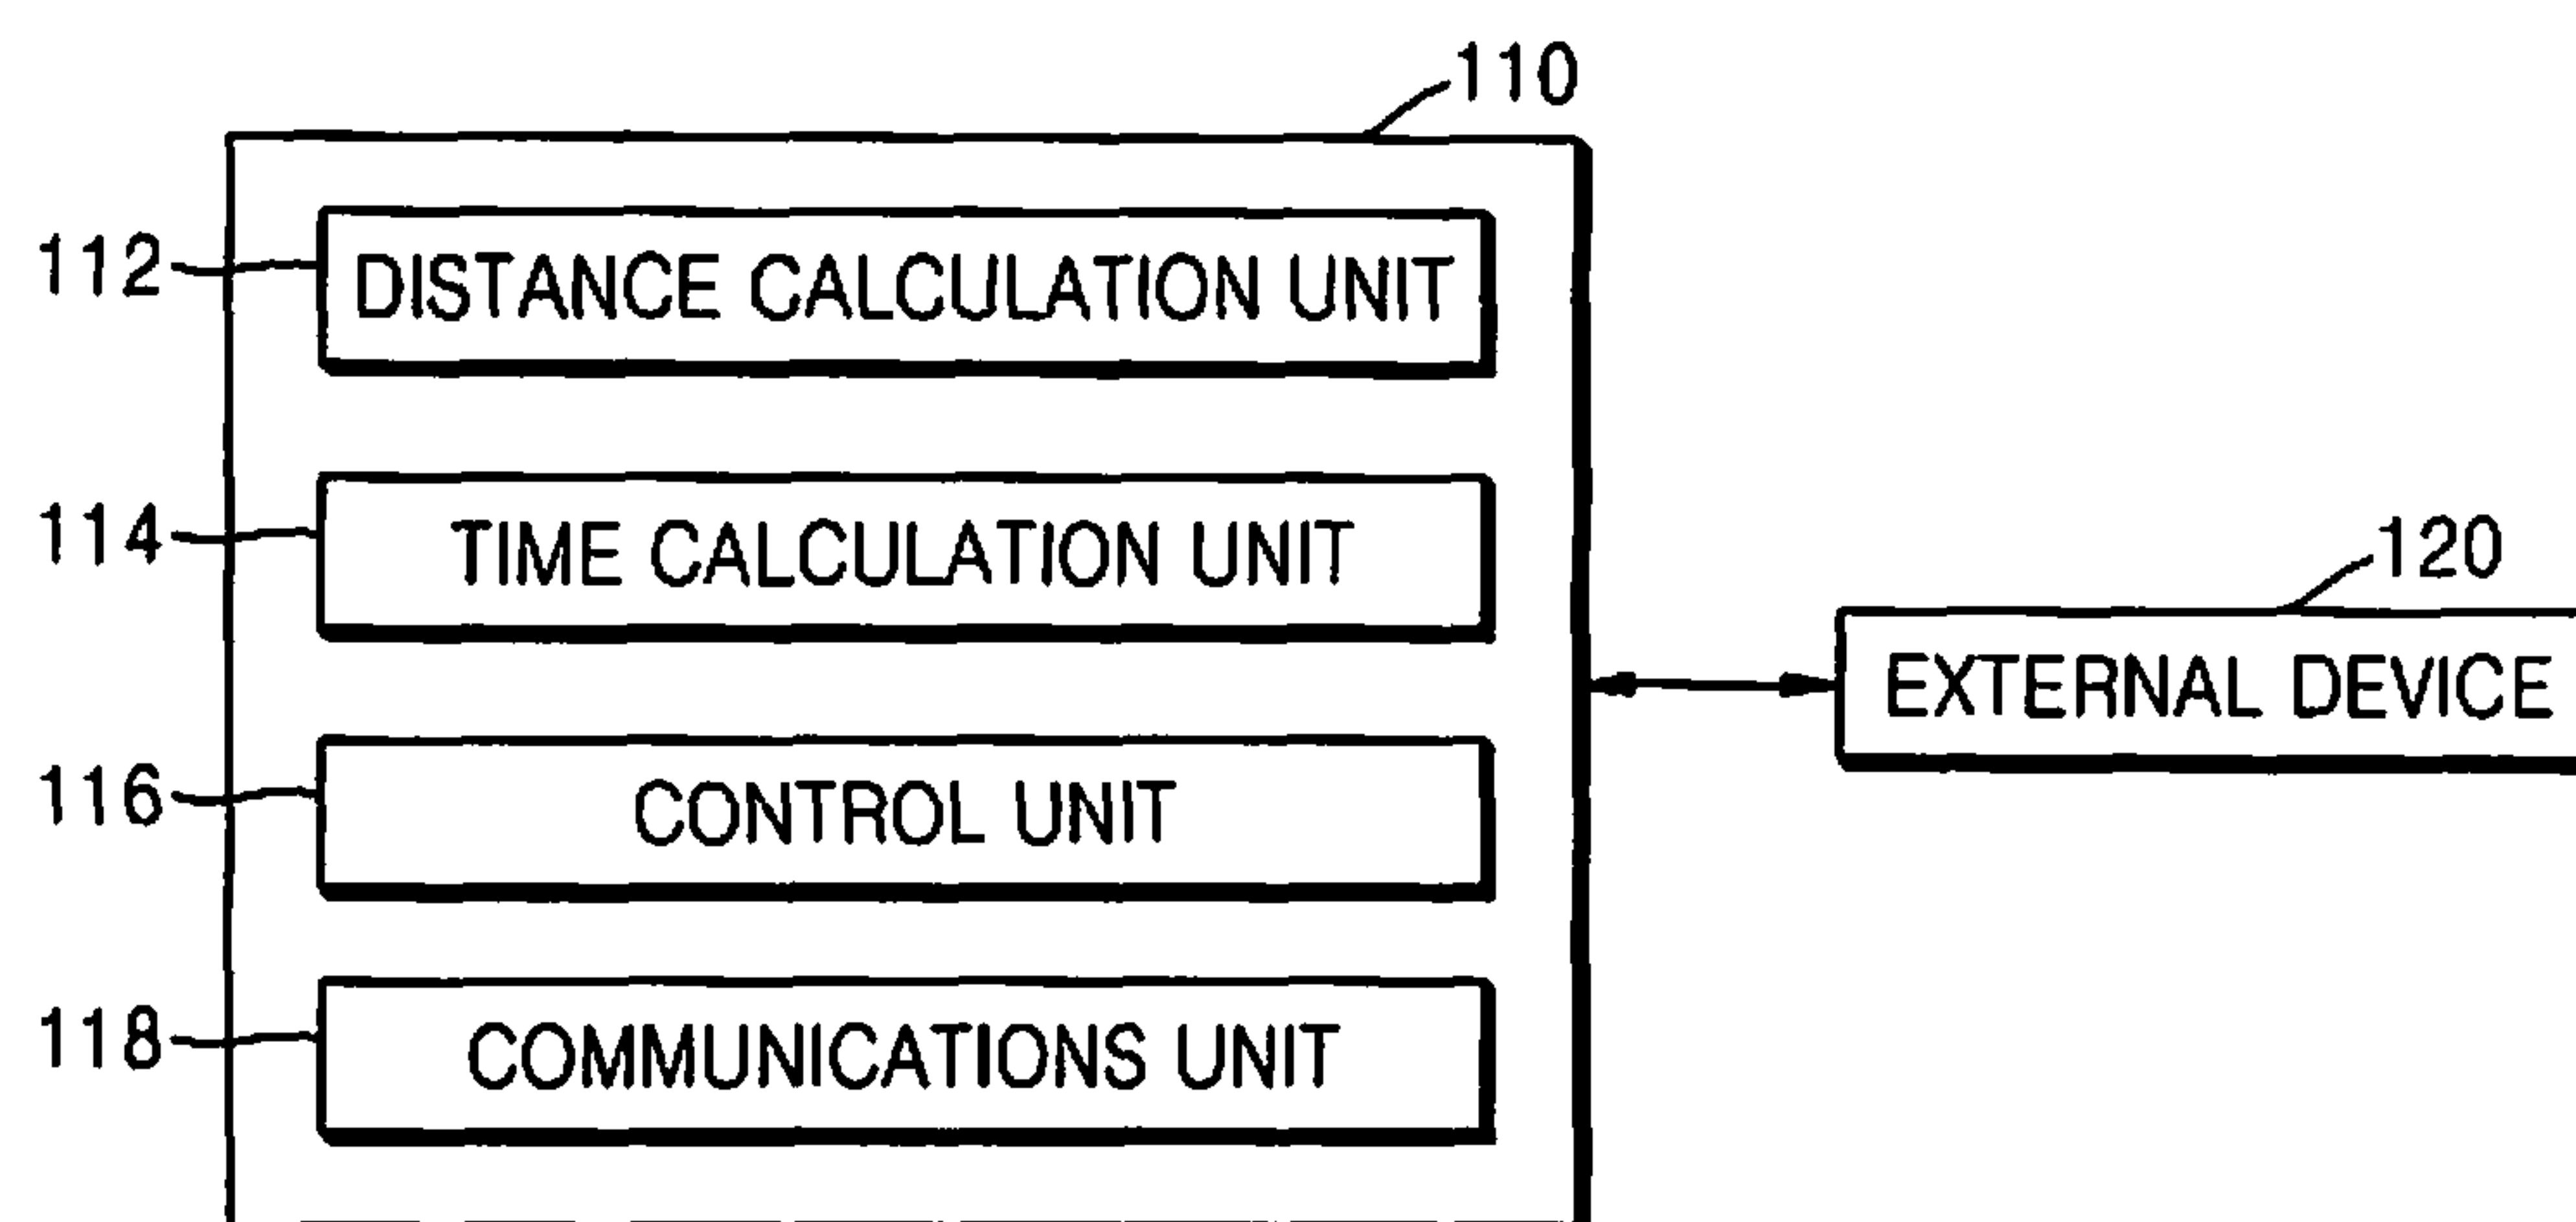 110
112
DISTANCE CALCULATION UNIT
114
TIME CALCULATION UNIT
120
EXTERNAL DEVICE
116
CONTROL UNIT
118
COMMUNICATIONS UNIT